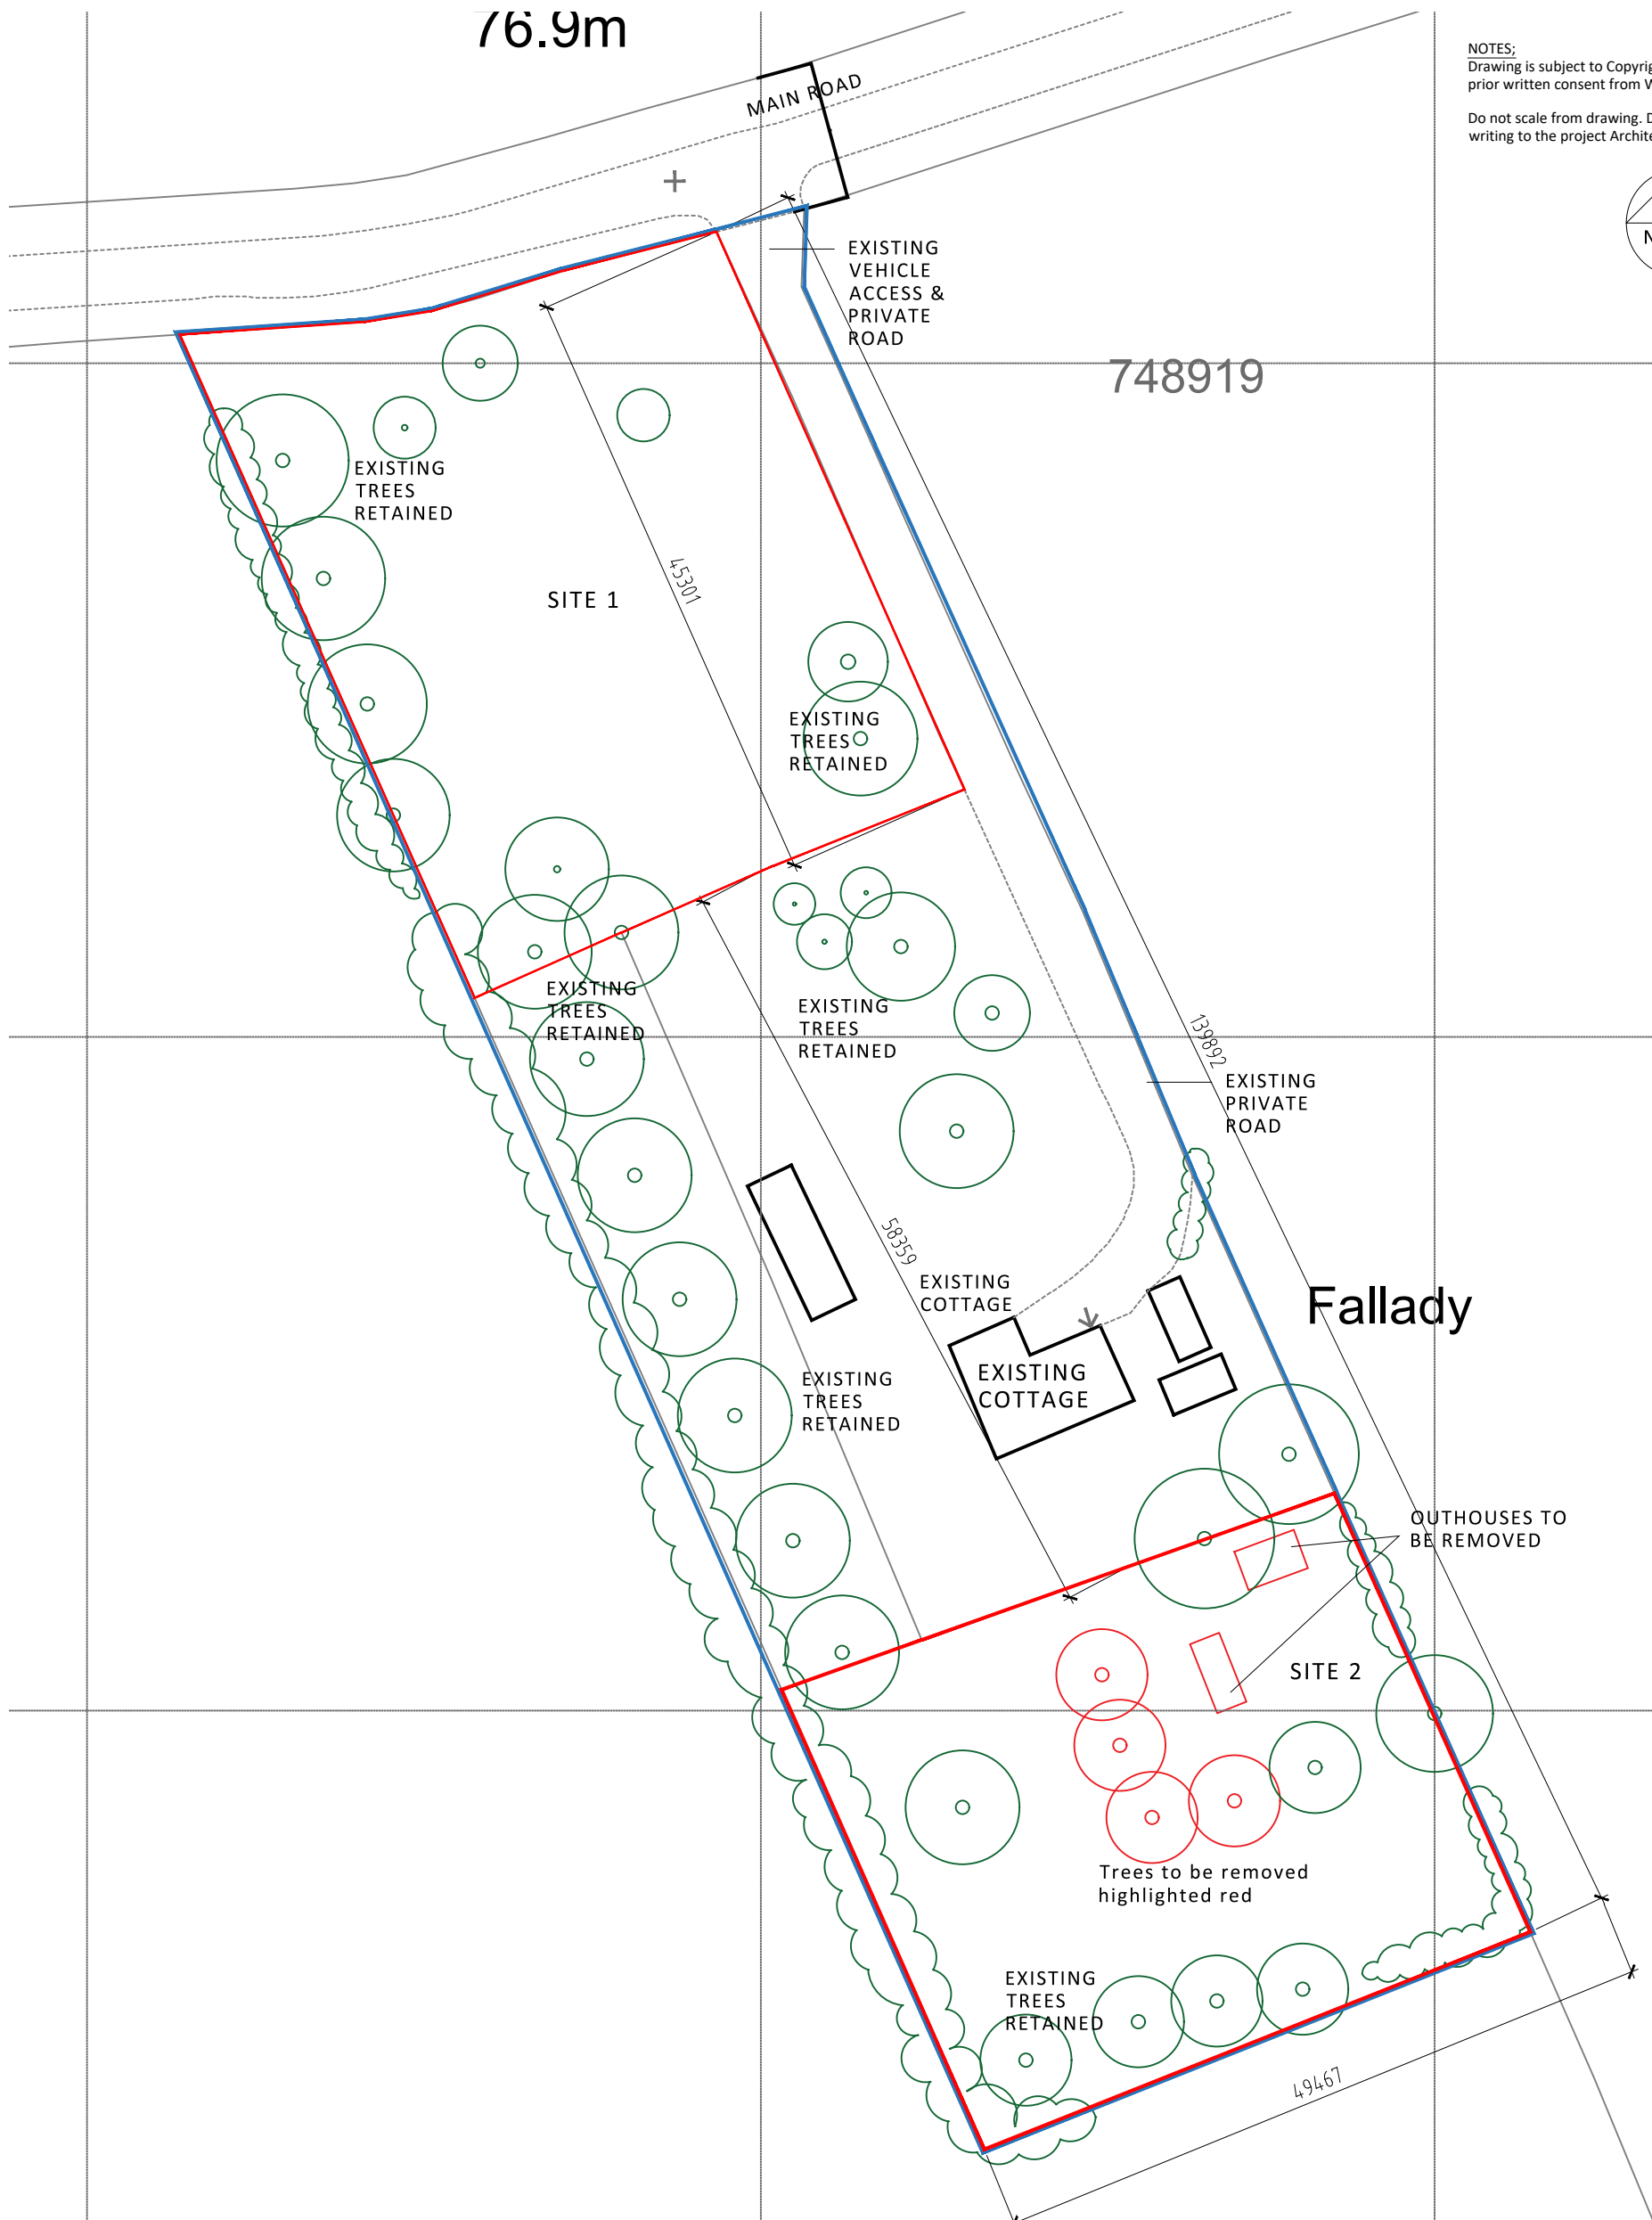 76.9m
NOTES;
Drawing is subject to
prior written consent from
Do not scale from drawing.
writing to the project
N
MAIN ROAD
EXISTING
VEHICLE
ACCESS &
PRIVATE
ROAD
748919
EXISTING
TREES
RETAINED
45301
SITE 1
EXISTING
TREES
RETAINED
EXISTING
TREES
RETAINED
EXISTING
TREES
RETAINED
139892
EXISTING
PRIVATE
ROAD
58359
EXISTING
COTTAGE
Fallady
EXISTING
COTTAGE
EXISTING
TREES
RETAINED
OUTHOUSES TO
BE REMOVED
SITE 2
Trees to be removed
highlighted red
EXISTING
TREES
RETAINED
49467